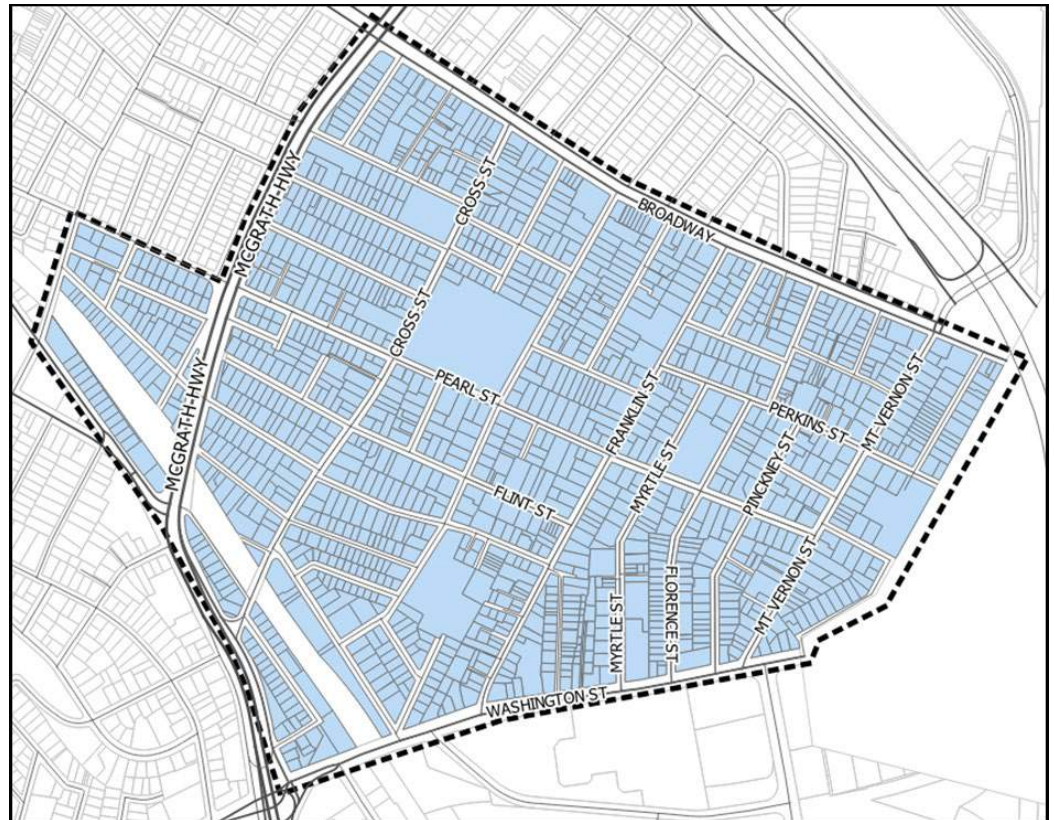 MCGRATH-HWY
CROSS-ST
BROADWAY
CROSS-ST
MCGRATH-H-HWY
PEARL ST
FRANKLIN-ST
PERKINS-ST
MT-VERNON-ST
MYRTLE-ST
PINCKNEY-ST
FLINT-ST
FLORENCE-ST
MT-VERNON-ST
MYRTLE-ST
WASHINGTON ST